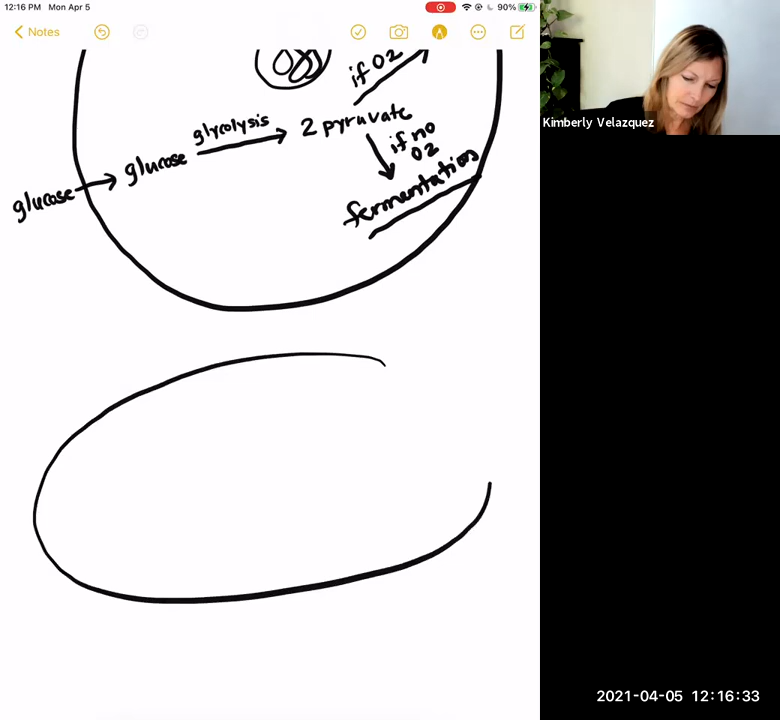 12:16 PM Mon Apr 5
90%
Notes
if O2
glycolysis
2 pyruvate
glucose
glucose
if no
O2
fermentation
Kimberly Velazquez
2021-04-05 12:16:33